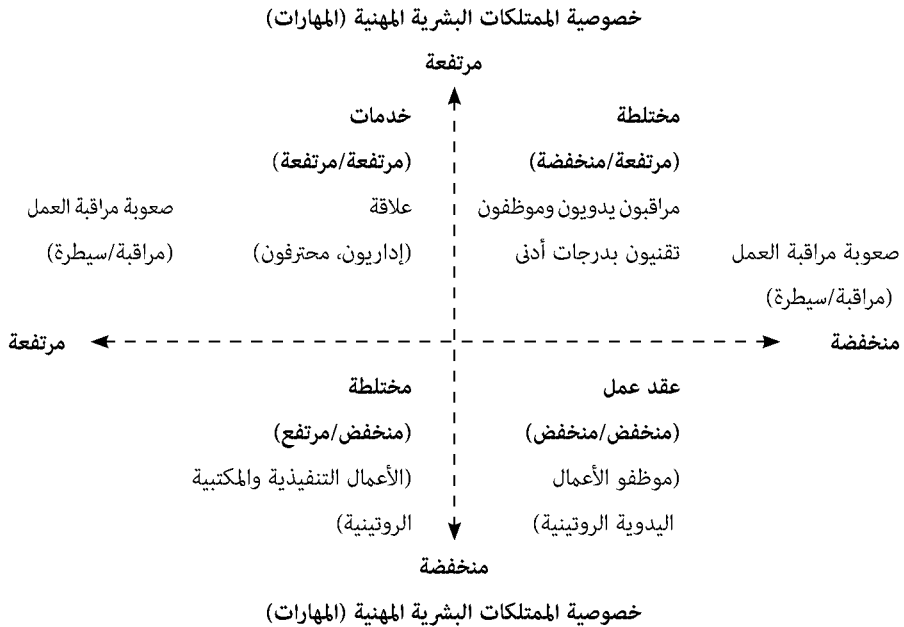 خصوصية الممتلكات البشرية المهنية (المهارات)
مرتفعة
مختلطة
(مرتفعة/منخفضة)
مراقبون يدويون وموظفون
تقنيون بدرجات أدنى
خدمات
(مرتفعة/مرتفعة)
علاقة
(إداريون، محترفون)
صعوبة مراقبة العمل
(مراقبة/سيطرة)
صعوبة مراقبة العمل
(مراقبة/سيطرة)
منخفضة
مرتفعة
عقد عمل
(منخفض/منخفض)
(موظفو الأعمال
اليدوية الروتينية)
مختلطة
(منخفض/مرتفع)
(الأعمال التنفيذية والمكتبية
الروتينية)
منخفضة
خصوصية الممتلكات البشرية المهنية (المهارات)